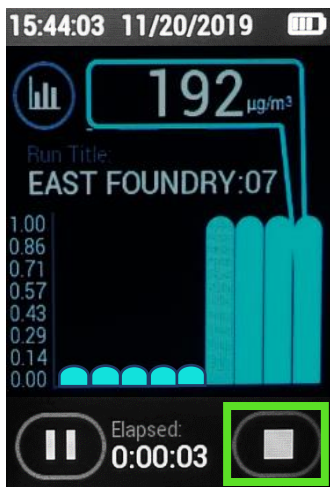 15:44:03 11/20/2019
192 µg/m³
Run Title:
EAST FOUNDRY:07
1.00
0.86
0.71
0.57
0.43
0.29
0.14
0.00
Elapsed:
0:00:03